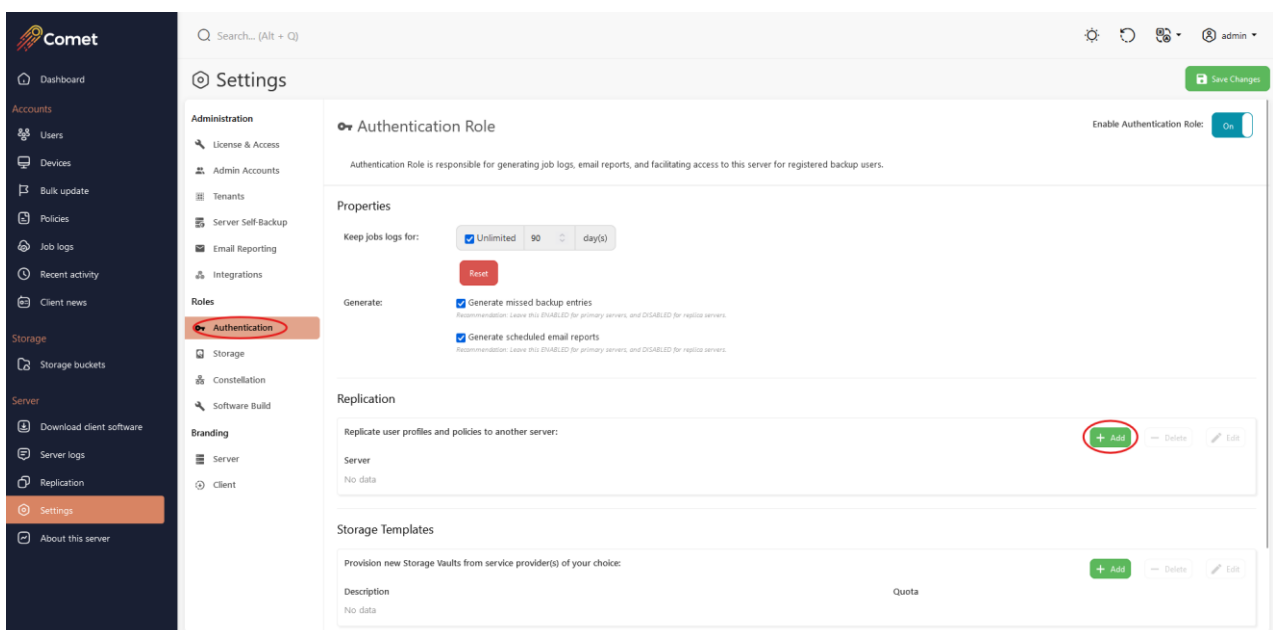 Comet
Search... (Alt + Q)
admin
Dashboard
Accounts
Users
Devices
Bulk update
Policies
Job logs
Recent activity
Client news
Storage
Storage buckets
Server
Download client software
Server logs
Replication
Settings
About this server
Settings
Save Changes
Administration
License & Access
Admin Accounts
Tenants
Server Self-Backup
Email Reporting
Integrations
Roles
Authentication
Storage
Constellation
Software Build
Branding
Server
Client
Authentication Role
Enable Authentication Role: On
Authentication Role is responsible for generating job logs, email reports, and facilitating access to this server for registered backup users.
Properties
Keep jobs logs for: Unlimited 90 day(s)
Reset
Generate: Generate missed backup entries
Recommendation: Leave this ENABLED for primary servers, and DISABLED for replica servers.
Generate scheduled email reports
Recommendation: Leave this ENABLED for primary servers, and DISABLED for replica servers.
Replication
Replicate user profiles and policies to another server:
+ Add − Delete Edit
Server
No data
Storage Templates
Provision new Storage Vaults from service provider(s) of your choice:
+ Add − Delete Edit
Description Quota
No data